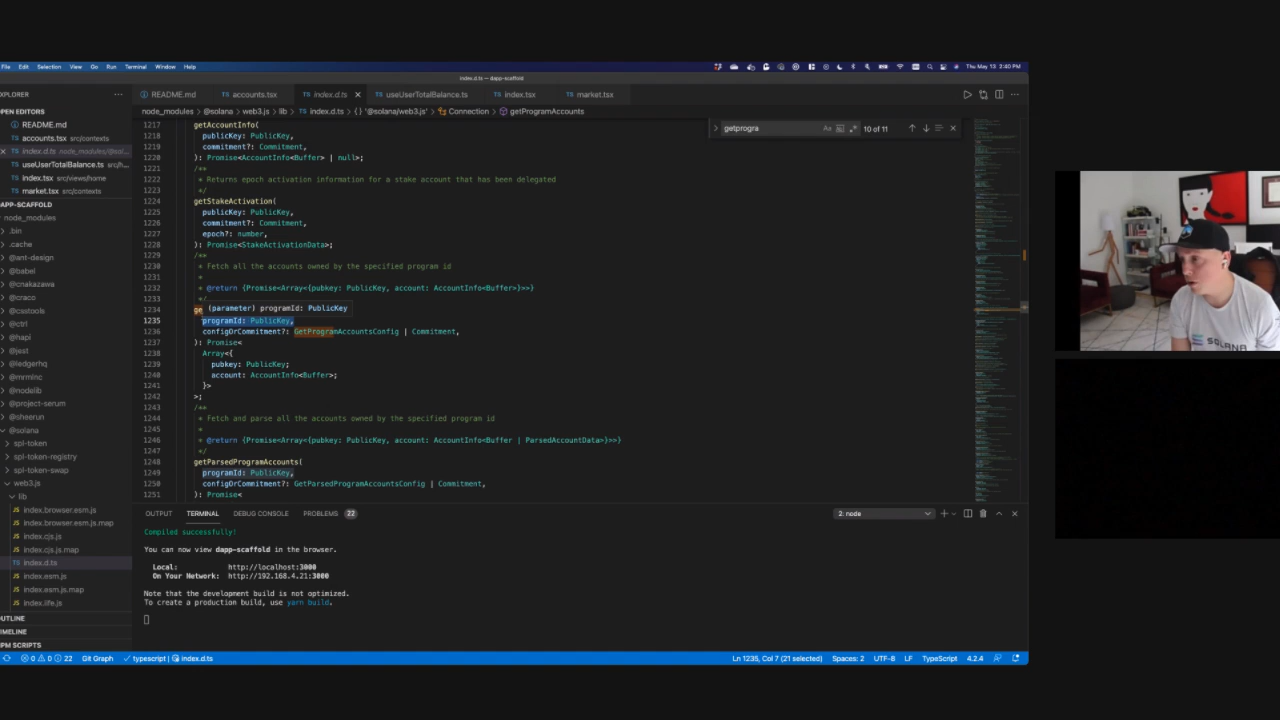 File Edit Selection View Go Run Terminal Window Help
Thu May 13 2:40 PM
index.d.ts — dapp-scaffold
XPLORER
README.md
accounts.tsx
index.d.ts
useUserTotalBalance.ts
index.tsx
market.tsx
node_modules > @solana > web3.js > lib > index.d.ts > {} '@solana/web3.js' > Connection > getProgramAccounts
getprogra
10 of 11
OPEN EDITORS
README.md
accounts.tsx src/contexts
index.d.ts node_modules/@sol...
useUserTotalBalance.ts src/h...
index.tsx src/views/home
market.tsx src/contexts
DAPP-SCAFFOLD
node_modules
.bin
.cache
@ant-design
@babel
@cnakazawa
@craco
@csstools
@ctrl
@hapi
@jest
@ledgerhq
@mrmlnc
@nodelib
@project-serum
@sheerun
@solana
spl-token
spl-token-registry
spl-token-swap
web3.js
lib
index.browser.esm.js
index.browser.esm.js.map
index.cjs.js
index.cjs.js.map
index.d.ts
index.esm.js
index.esm.js.map
index.iife.js
OUTLINE
TIMELINE
NPM SCRIPTS
1217 getAccountInfo(
1218 publicKey: PublicKey,
1219 commitment?: Commitment,
1220 ): Promise<AccountInfo<Buffer> | null>;
1221 /**
1222 * Returns epoch activation information for a stake account that has been delegated
1223 */
1224 getStakeActivation(
1225 publicKey: PublicKey,
1226 commitment?: Commitment,
1227 epoch?: number,
1228 ): Promise<StakeActivationData>;
1229 /**
1230 * Fetch all the accounts owned by the specified program id
1231 *
1232 * @return {Promise<Array<{pubkey: PublicKey, account: AccountInfo<Buffer>}>>}
1233 */
1234 ge
(parameter) programId: PublicKey
1235 programId: PublicKey,
1236 configOrCommitment?: GetProgramAccountsConfig | Commitment,
1237 ): Promise<
1238 Array<{
1239 pubkey: PublicKey;
1240 account: AccountInfo<Buffer>;
1241 }>
1242 >;
1243 /**
1244 * Fetch and parse all the accounts owned by the specified program id
1245 *
1246 * @return {Promise<Array<{pubkey: PublicKey, account: AccountInfo<Buffer | ParsedAccountData>}>>}
1247 */
1248 getParsedProgramAccounts(
1249 programId: PublicKey,
1250 configOrCommitment?: GetParsedProgramAccountsConfig | Commitment,
1251 ): Promise<
OUTPUT TERMINAL DEBUG CONSOLE PROBLEMS 22
2: node
Compiled successfully!
You can now view dapp-scaffold in the browser.
Local: http://localhost:3000
On Your Network: http://192.168.4.21:3000
Note that the development build is not optimized.
To create a production build, use yarn build.
0 0 22 Git Graph typescript | index.d.ts
Ln 1235, Col 7 (21 selected) Spaces: 2 UTF-8 LF TypeScript 4.2.4
SOLANA